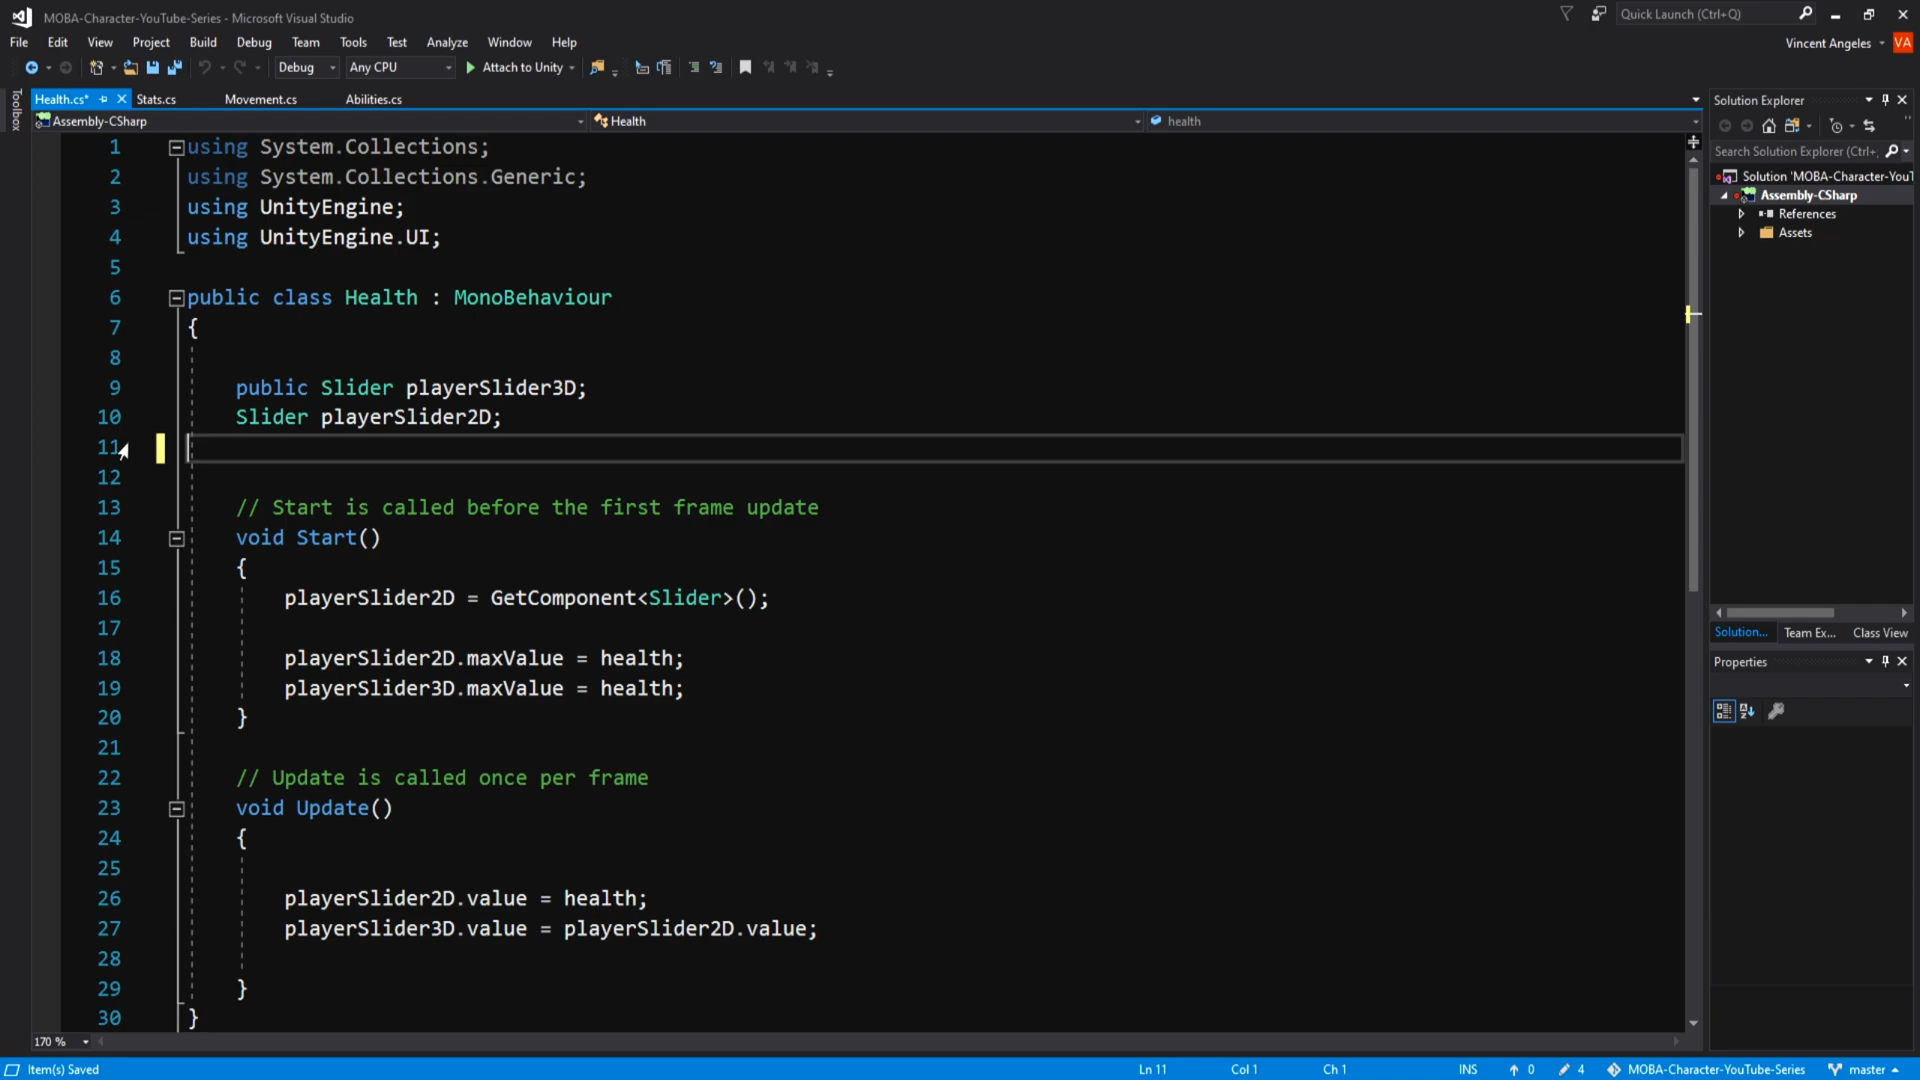 MOBA-Character-YouTube-Series - Microsoft Visual Studio
Quick Launch (Ctrl+Q)
File Edit View Project Build Debug Team Tools Test Analyze Window Help
Vincent Angeles VA
Debug Any CPU Attach to Unity
Toolbox
Health.cs* Stats.cs Movement.cs Abilities.cs
Assembly-CSharp Health health
1 using System.Collections;
2 using System.Collections.Generic;
3 using UnityEngine;
4 using UnityEngine.UI;
5
6 public class Health : MonoBehaviour
7 {
8
9 public Slider playerSlider3D;
10 Slider playerSlider2D;
11
12
13 // Start is called before the first frame update
14 void Start()
15 {
16 playerSlider2D = GetComponent<Slider>();
17
18 playerSlider2D.maxValue = health;
19 playerSlider3D.maxValue = health;
20 }
21
22 // Update is called once per frame
23 void Update()
24 {
25
26 playerSlider2D.value = health;
27 playerSlider3D.value = playerSlider2D.value;
28
29 }
30 }
170 %
Solution Explorer
Search Solution Explorer (Ctrl+
Solution 'MOBA-Character-YouT
Assembly-CSharp
References
Assets
Solution... Team Ex... Class View
Properties
Item(s) Saved Ln 11 Col 1 Ch 1 INS 0 4 MOBA-Character-YouTube-Series master